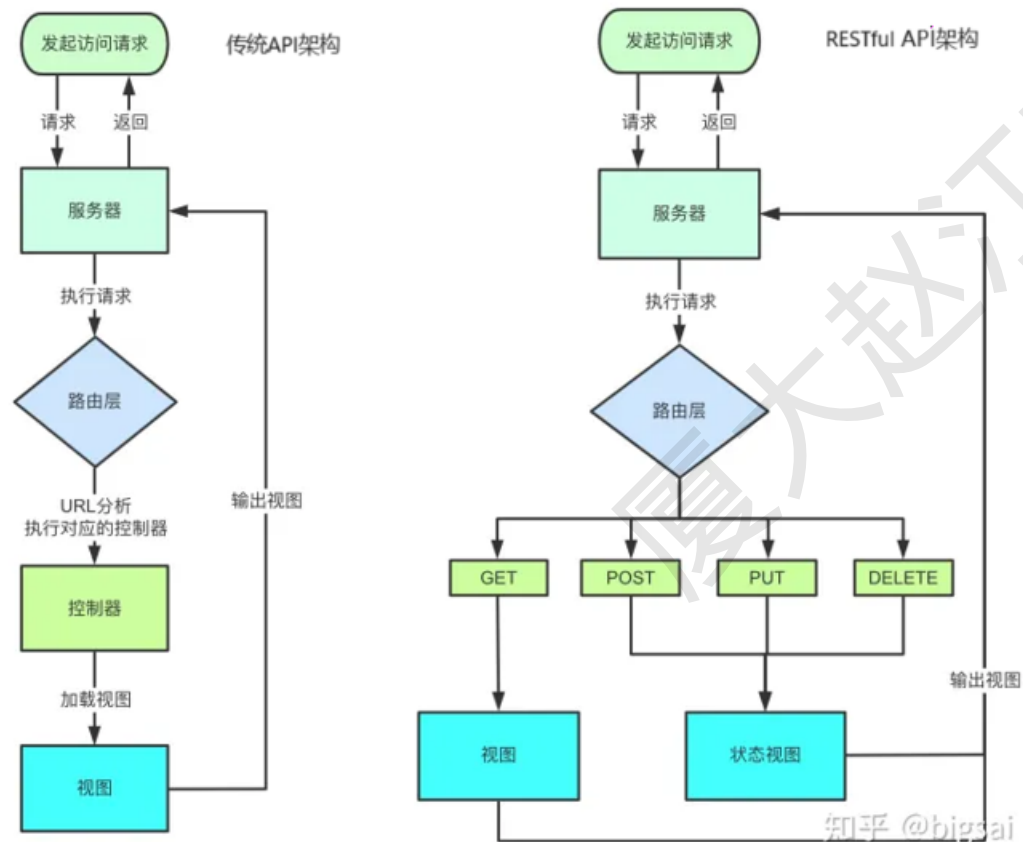 发起访问请求
传统API架构
请求
返回
服务器
执行请求
路由层
URL分析
执行对应的控制器
输出视图
控制器
加载视图
视图
发起访问请求
RESTful API架构
请求
返回
服务器
执行请求
路由层
GET
POST
PUT
DELETE
输出视图
视图
状态视图
厦大赵江
知乎 @bigsai